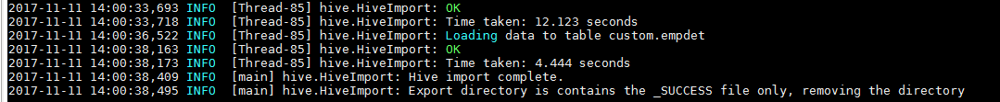 2017-11-11 14:00:33,693 INFO  [Thread-85] hive.HiveImport: OK
2017-11-11 14:00:33,718 INFO  [Thread-85] hive.HiveImport: Time taken: 12.123 seconds
2017-11-11 14:00:36,522 INFO  [Thread-85] hive.HiveImport: Loading data to table custom.empdet
2017-11-11 14:00:38,163 INFO  [Thread-85] hive.HiveImport: OK
2017-11-11 14:00:38,173 INFO  [Thread-85] hive.HiveImport: Time taken: 4.444 seconds
2017-11-11 14:00:38,409 INFO  [main] hive.HiveImport: Hive import complete.
2017-11-11 14:00:38,495 INFO  [main] hive.HiveImport: Export directory is contains the _SUCCESS file only, removing the directory